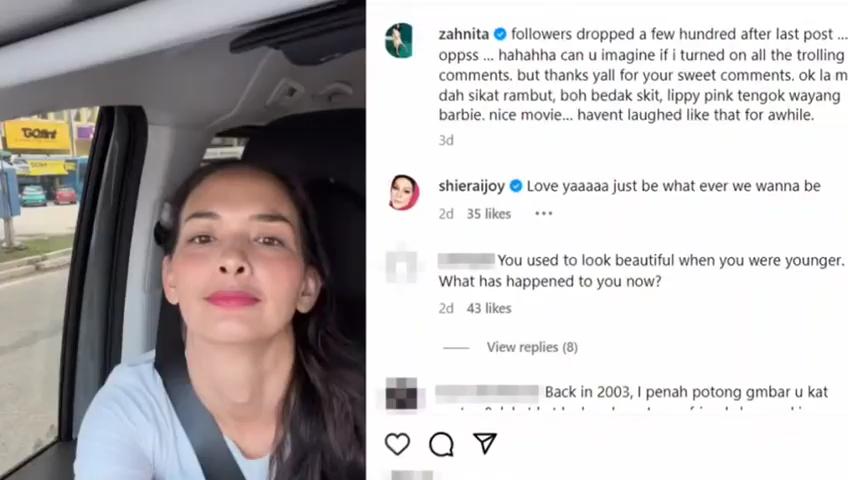 zahnita followers dropped a few hundred after last post ...
oppss ... hahahha can u imagine if i turned on all the trolling
comments. but thanks yall for your sweet comments. ok la m
dah sikat rambut, boh bedak skit, lippy pink tengok wayang
barbie. nice movie... havent laughed like that for awhile.
3d
shieraijoy Love yaaaaa just be what ever we wanna be
2d 35 likes ...
You used to look beautiful when you were younger.
What has happened to you now?
2d 43 likes
View replies (8)
Back in 2003, I penah potong gmbar u kat